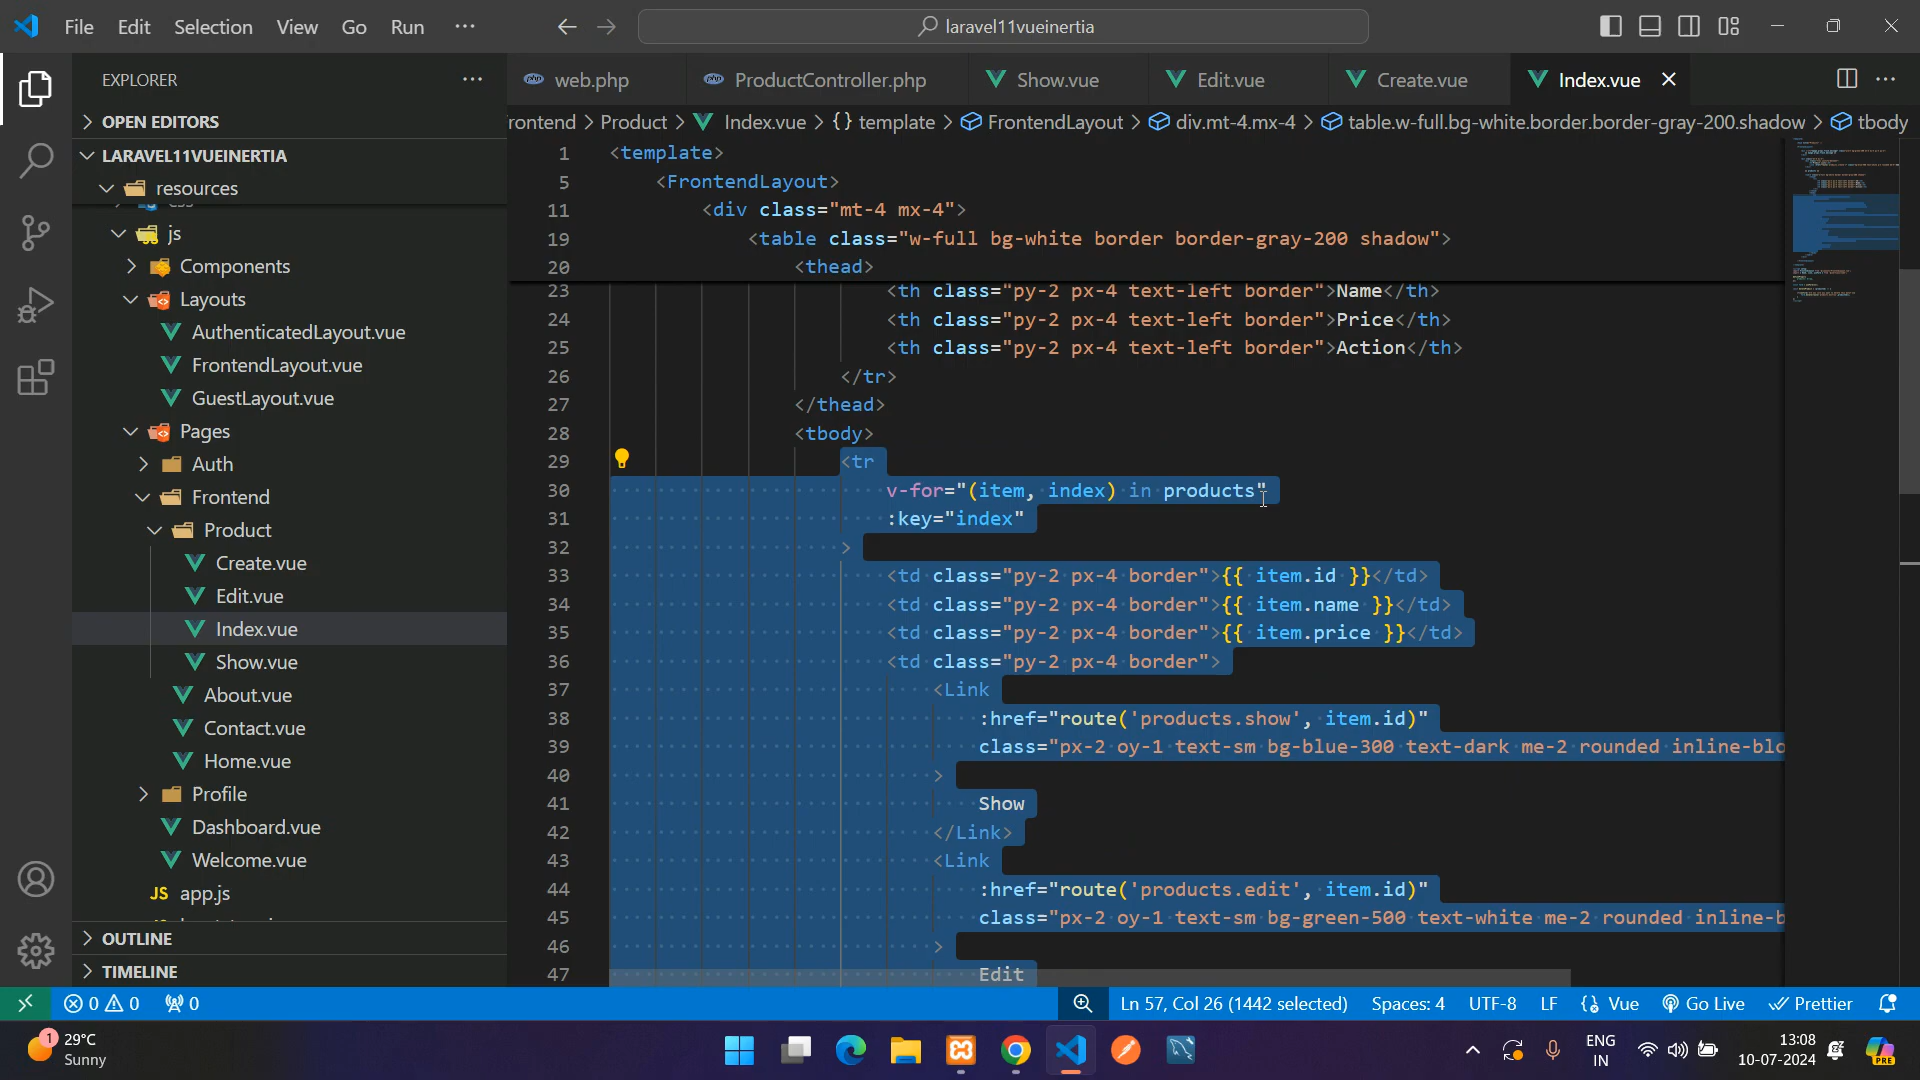 File Edit Selection View Go Run ··· laravel11vueinertia
EXPLORER
OPEN EDITORS
LARAVEL11VUEINERTIA
resources
css
js
Components
Layouts
AuthenticatedLayout.vue
FrontendLayout.vue
GuestLayout.vue
Pages
Auth
Frontend
Product
Create.vue
Edit.vue
Index.vue
Show.vue
About.vue
Contact.vue
Home.vue
Profile
Dashboard.vue
Welcome.vue
JS app.js
OUTLINE
TIMELINE
web.php ProductController.php Show.vue Edit.vue Create.vue Index.vue
rontend > Product > Index.vue > {} template > FrontendLayout > div.mt-4.mx-4 > table.w-full.bg-white.border.border-gray-200.shadow > tbody
1 <template>
5 <FrontendLayout>
11 <div class="mt-4 mx-4">
19 <table class="w-full bg-white border border-gray-200 shadow">
20 <thead>
23 <th class="py-2 px-4 text-left border">Name</th>
24 <th class="py-2 px-4 text-left border">Price</th>
25 <th class="py-2 px-4 text-left border">Action</th>
26 </tr>
27 </thead>
28 <tbody>
29 <tr
30 v-for="(item, index) in products"
31 :key="index"
32 >
33 <td class="py-2 px-4 border">{{ item.id }}</td>
34 <td class="py-2 px-4 border">{{ item.name }}</td>
35 <td class="py-2 px-4 border">{{ item.price }}</td>
36 <td class="py-2 px-4 border">
37 <Link
38 :href="route('products.show', item.id)"
39 class="px-2 oy-1 text-sm bg-blue-300 text-dark me-2 rounded inline-blo
40 >
41 Show
42 </Link>
43 <Link
44 :href="route('products.edit', item.id)"
45 class="px-2 oy-1 text-sm bg-green-500 text-white me-2 rounded inline-b
46 >
47 Edit
0 0 0 Ln 57, Col 26 (1442 selected) Spaces: 4 UTF-8 LF {} Vue Go Live Prettier
1 29°C
Sunny
ENG
IN
13:08
10-07-2024
PRE